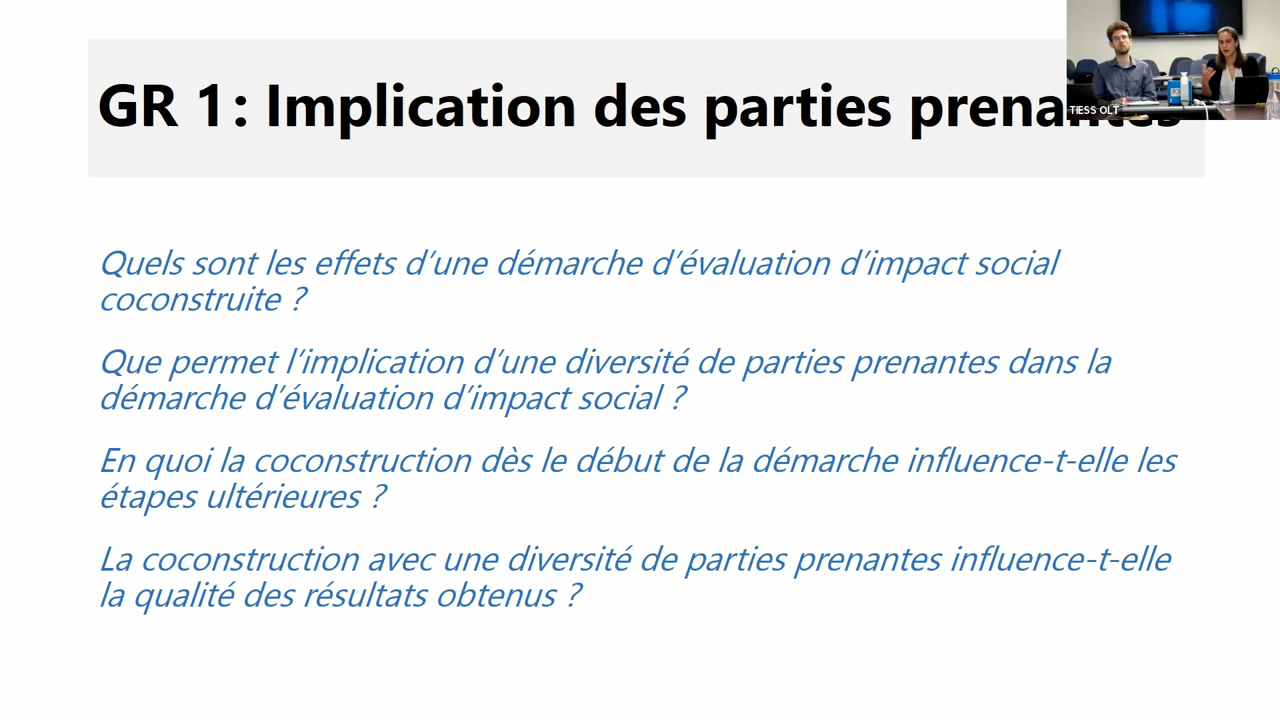 GR 1: Implication des parties prenantes
TIESS OLT
Quels sont les effets d’une démarche d’évaluation d’impact social
coconstruite ?
Que permet l’implication d’une diversité de parties prenantes dans la
démarche d’évaluation d’impact social ?
En quoi la coconstruction dès le début de la démarche influence-t-elle les
étapes ultérieures ?
La coconstruction avec une diversité de parties prenantes influence-t-elle
la qualité des résultats obtenus ?